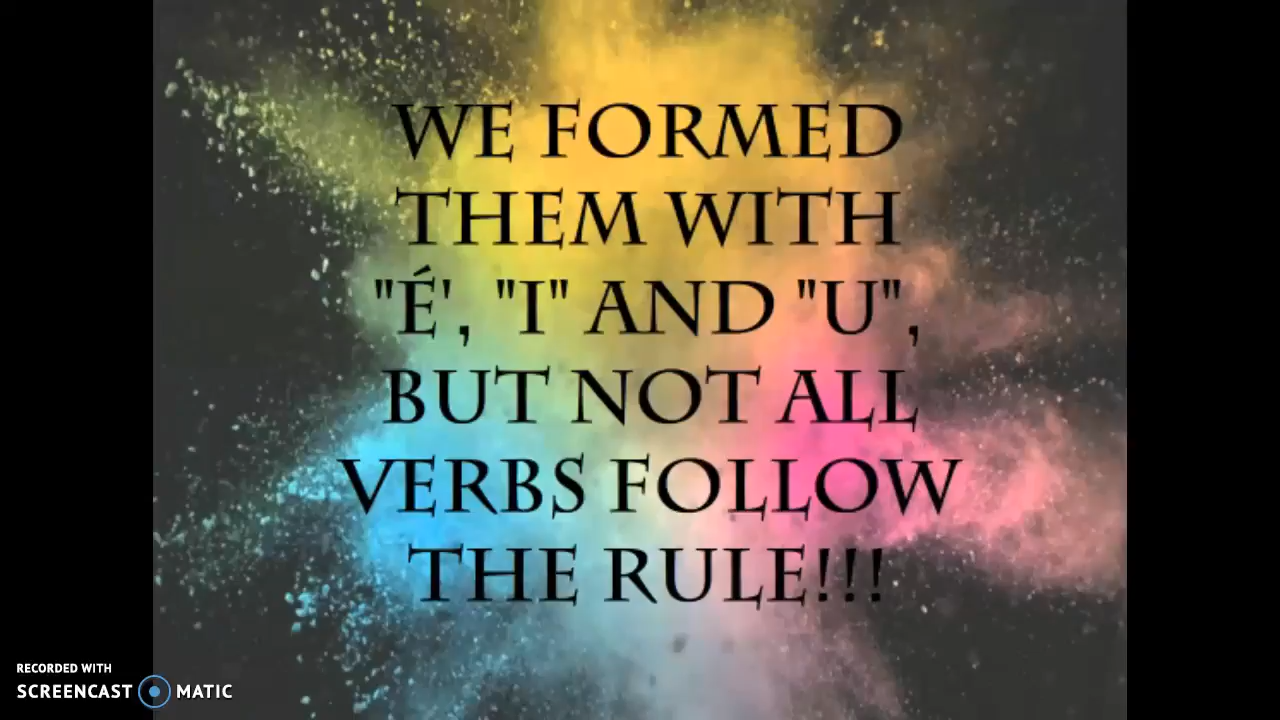 WE FORMED
THEM WITH
"É', "I" AND "U",
BUT NOT ALL
VERBS FOLLOW
THE RULE!!!
RECORDED WITH
SCREENCAST MATIC